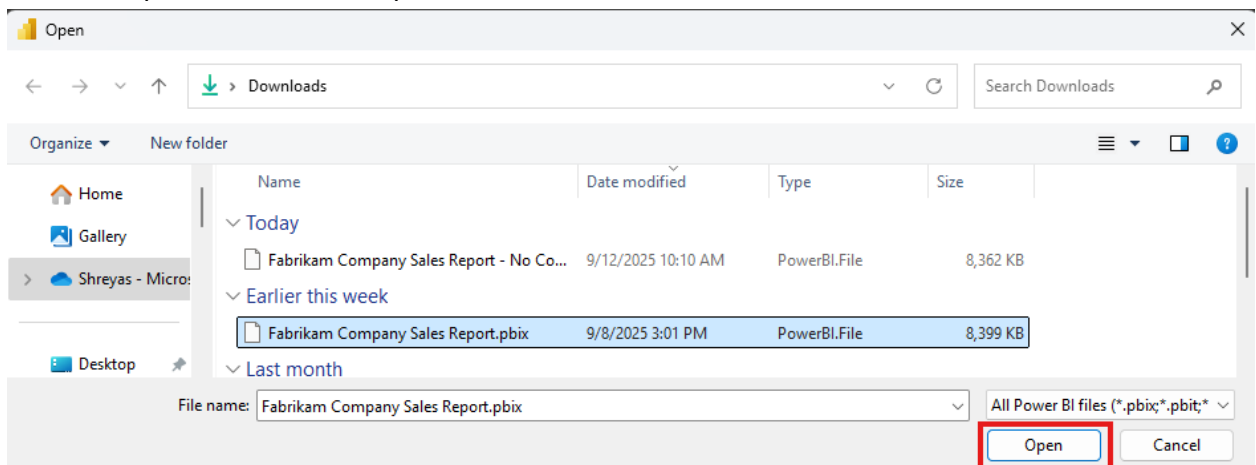 Open
Downloads
Search Downloads
Organize
New folder
Name
Date modified
Type
Size
Home
Gallery
Shreyas - Micros
Desktop
Today
Fabrikam Company Sales Report - No Co... 9/12/2025 10:10 AM PowerBI.File 8,362 KB
Earlier this week
Fabrikam Company Sales Report.pbix 9/8/2025 3:01 PM PowerBI.File 8,399 KB
Last month
File name: Fabrikam Company Sales Report.pbix
All Power BI files (*.pbix;*.pbit;*
Open
Cancel